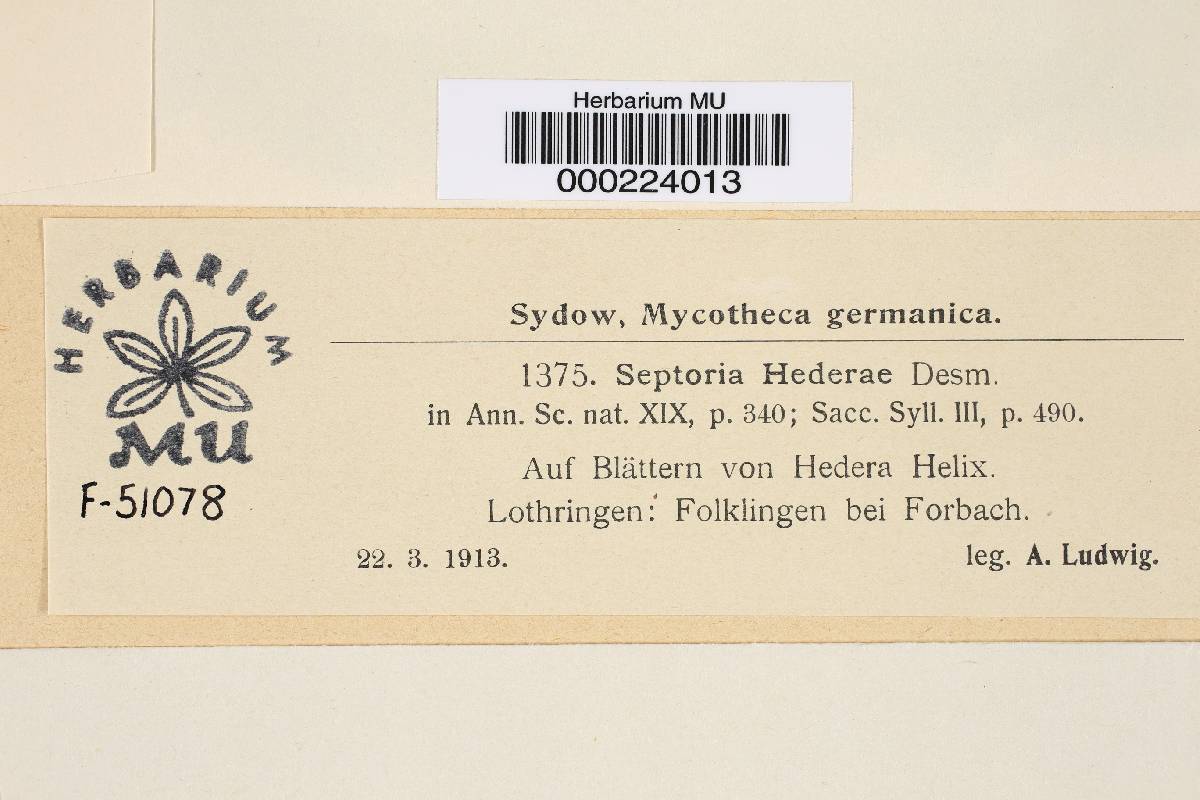 Herbarium MU
000224013
HERBARIUM
MU
F-51078
Sydow, Mycotheca germanica.
1375. Septoria Hederae Desm.
in Ann. Sc. nat. XIX, p. 340; Sacc. Syll. III, p. 490.
Auf Blättern von Hedera Helix.
Lothringen: Folklingen bei Forbach.
22. 3. 1913. leg. A. Ludwig.